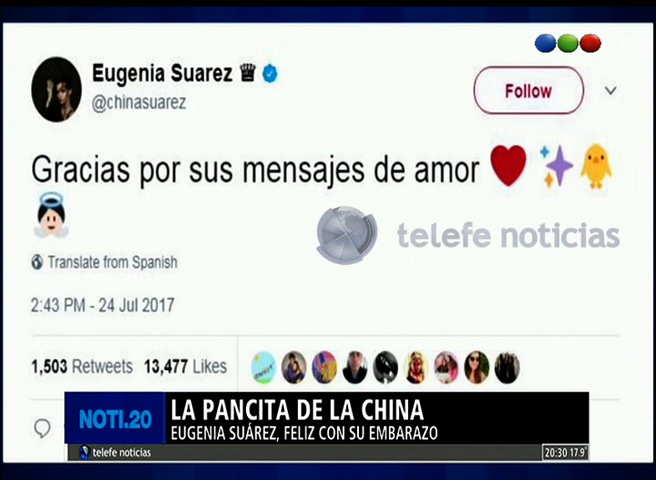 Eugenia Suarez
@chinasuarez
Follow
Gracias por sus mensajes de amor
telefe noticias
Translate from Spanish
2:43 PM - 24 Jul 2017
1,503 Retweets 13,477 Likes
NOTI.20
LA PANCITA DE LA CHINA
EUGENIA SUÁREZ, FELIZ CON SU EMBARAZO
telefe noticias
20:30 17.9°